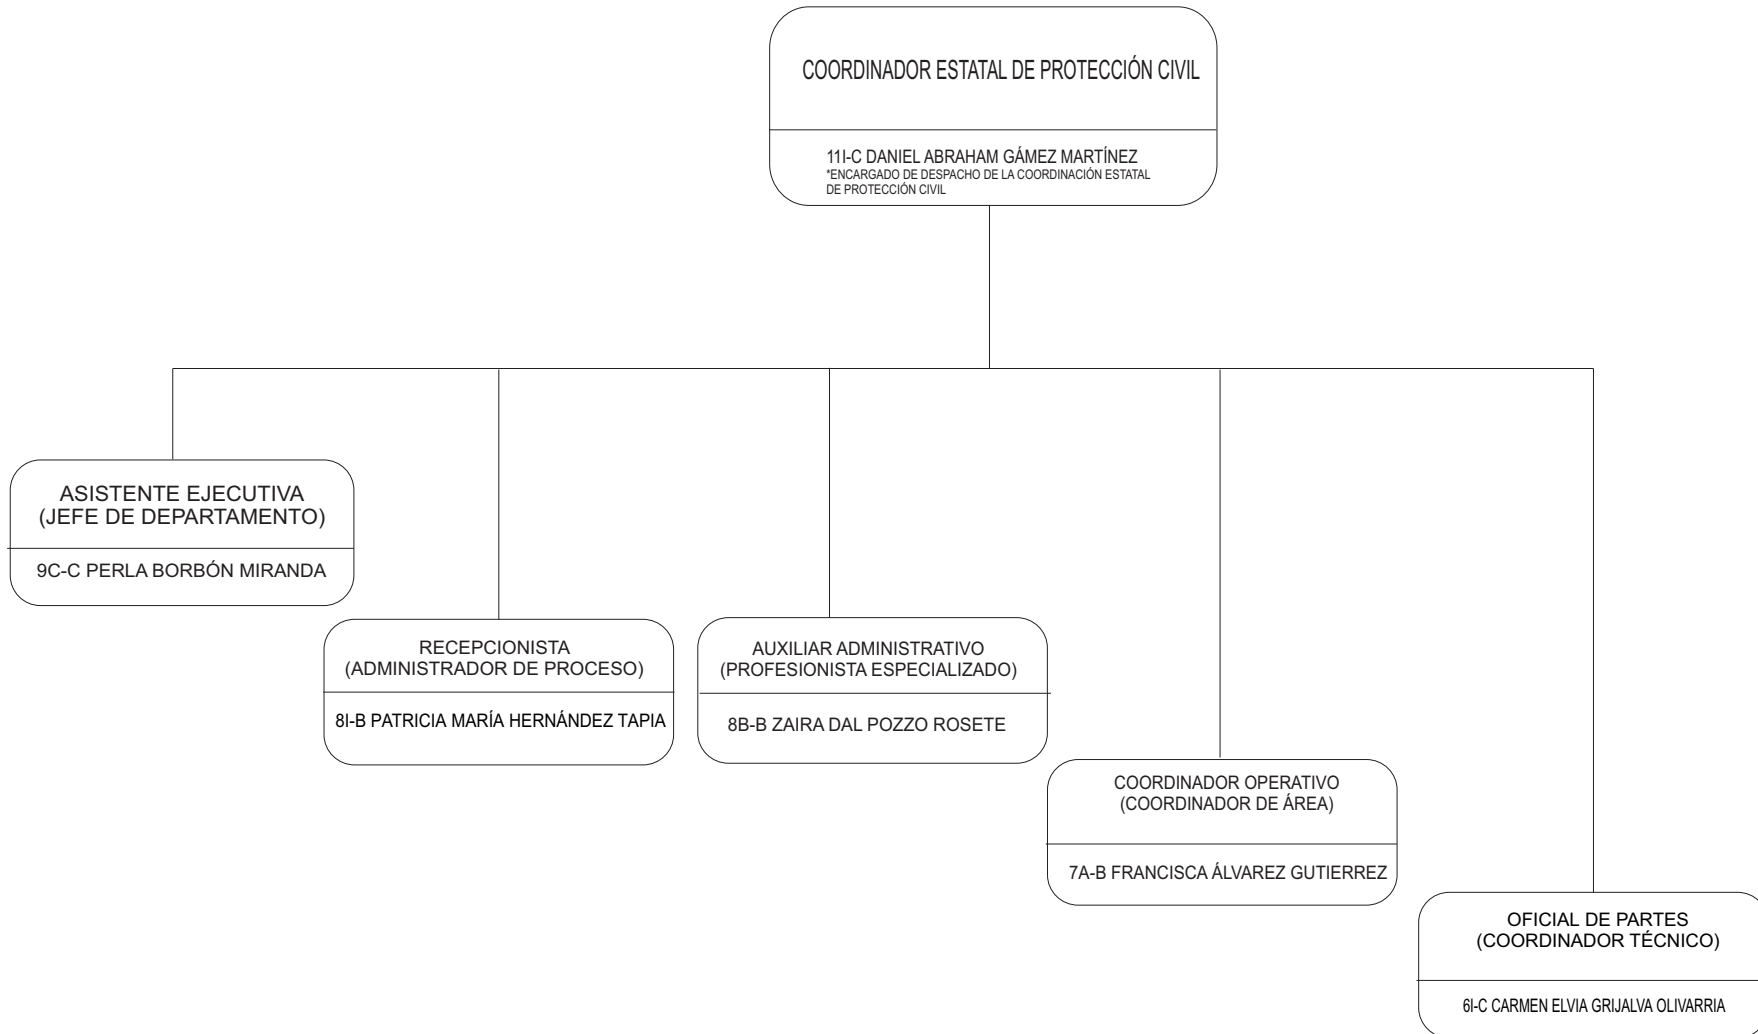 COORDINADOR ESTATAL DE PROTECCIÓN CIVIL
11I-C DANIEL ABRAHAM GÁMEZ MARTÍNEZ
*ENCARGADO DE DESPACHO DE LA COORDINACIÓN ESTATAL
DE PROTECCIÓN CIVIL
ASISTENTE EJECUTIVA
(JEFE DE DEPARTAMENTO)
9C-C PERLA BORBÓN MIRANDA
RECEPCIONISTA
(ADMINISTRADOR DE PROCESO)
8I-B PATRICIA MARÍA HERNÁNDEZ TAPIA
AUXILIAR ADMINISTRATIVO
(PROFESIONISTA ESPECIALIZADO)
8B-B ZAIRA DAL POZZO ROSETE
COORDINADOR OPERATIVO
(COORDINADOR DE ÁREA)
7A-B FRANCISCA ÁLVAREZ GUTIERREZ
OFICIAL DE PARTES
(COORDINADOR TÉCNICO)
6I-C CARMEN ELVIA GRIJALVA OLIVARRIA